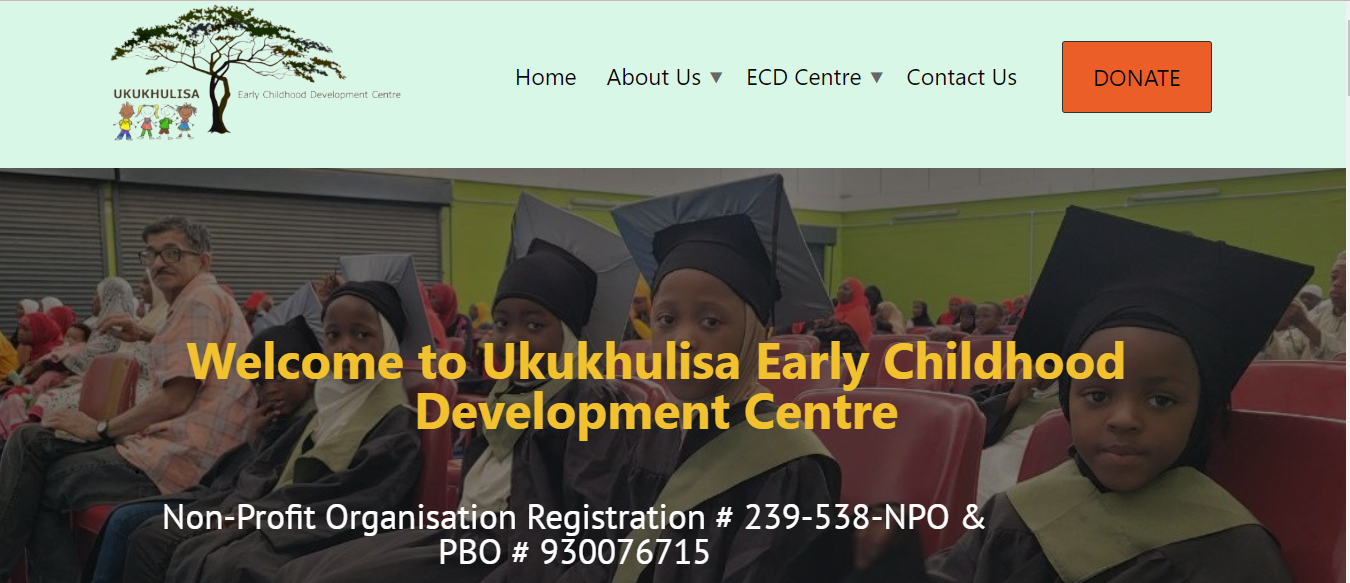 UKUKHULISA
Early Childhood Development Centre
Home
About Us ▼
ECD Centre ▼
Contact Us
DONATE
Welcome to Ukukhulisa Early Childhood
Development Centre
Non-Profit Organisation Registration # 239-538-NPO &
PBO # 930076715